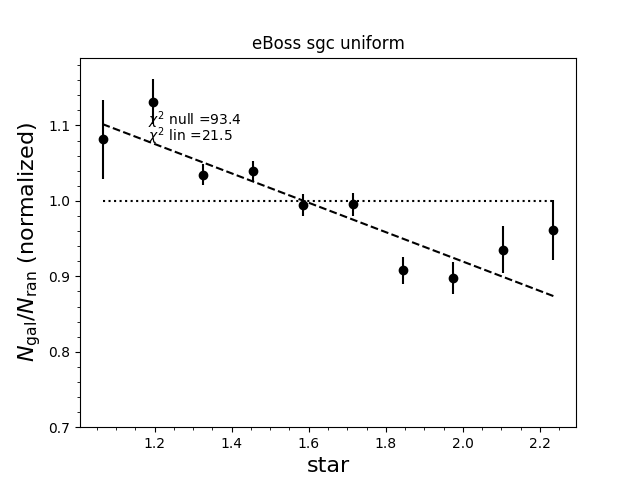 eBoss sgc uniform
χ² null =93.4
χ² lin =21.5
N_gal/N_ran (normalized)
1.1
1.0
0.9
0.8
0.7
1.2 1.4 1.6 1.8 2.0 2.2
star